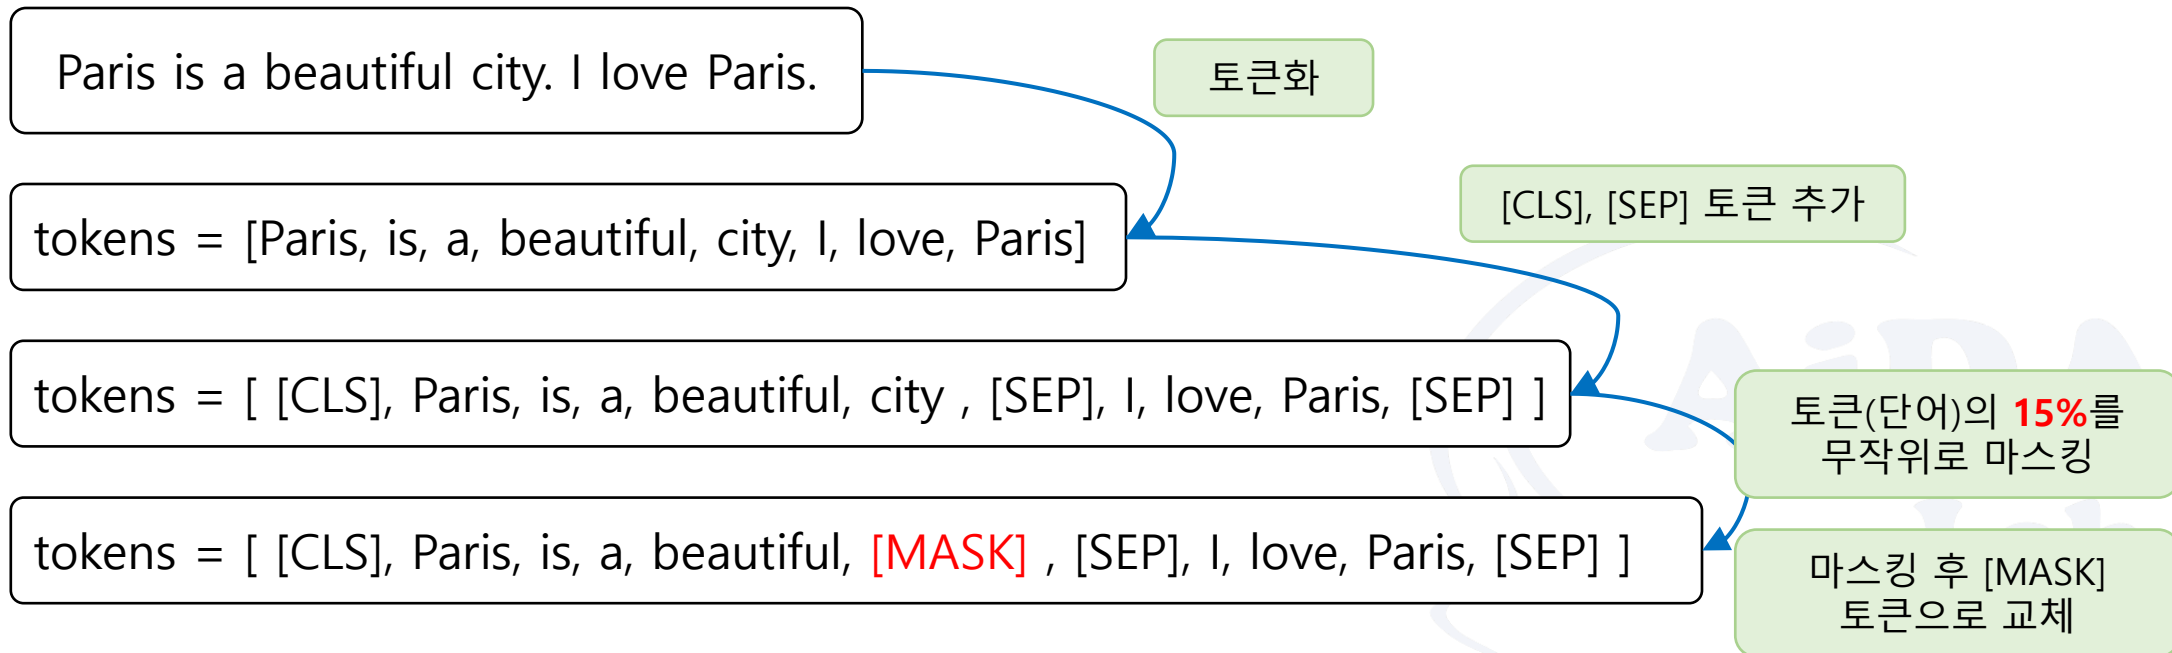 Paris is a beautiful city. I love Paris.
토큰화
tokens = [Paris, is, a, beautiful, city, I, love, Paris]
[CLS], [SEP] 토큰 추가
tokens = [ [CLS], Paris, is, a, beautiful, city , [SEP], I, love, Paris, [SEP] ]
토큰(단어)의 15%를
무작위로 마스킹
tokens = [ [CLS], Paris, is, a, beautiful, [MASK] , [SEP], I, love, Paris, [SEP] ]
마스킹 후 [MASK]
토큰으로 교체